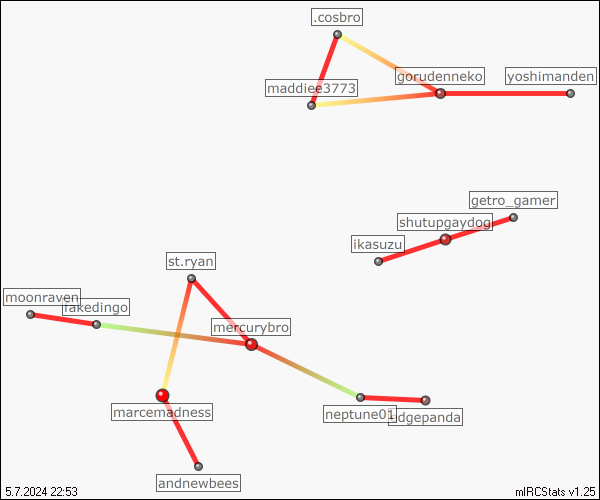 .cosbro
gorudenneko
yoshimanden
maddiee3773
getro_gamer
shutupgaydog
ikasuzu
st.ryan
moonraven
fakedingo
mercurybro
marcemadness
neptune01
andnewbees
5.7.2024 22:53
mIRCStats v1.25